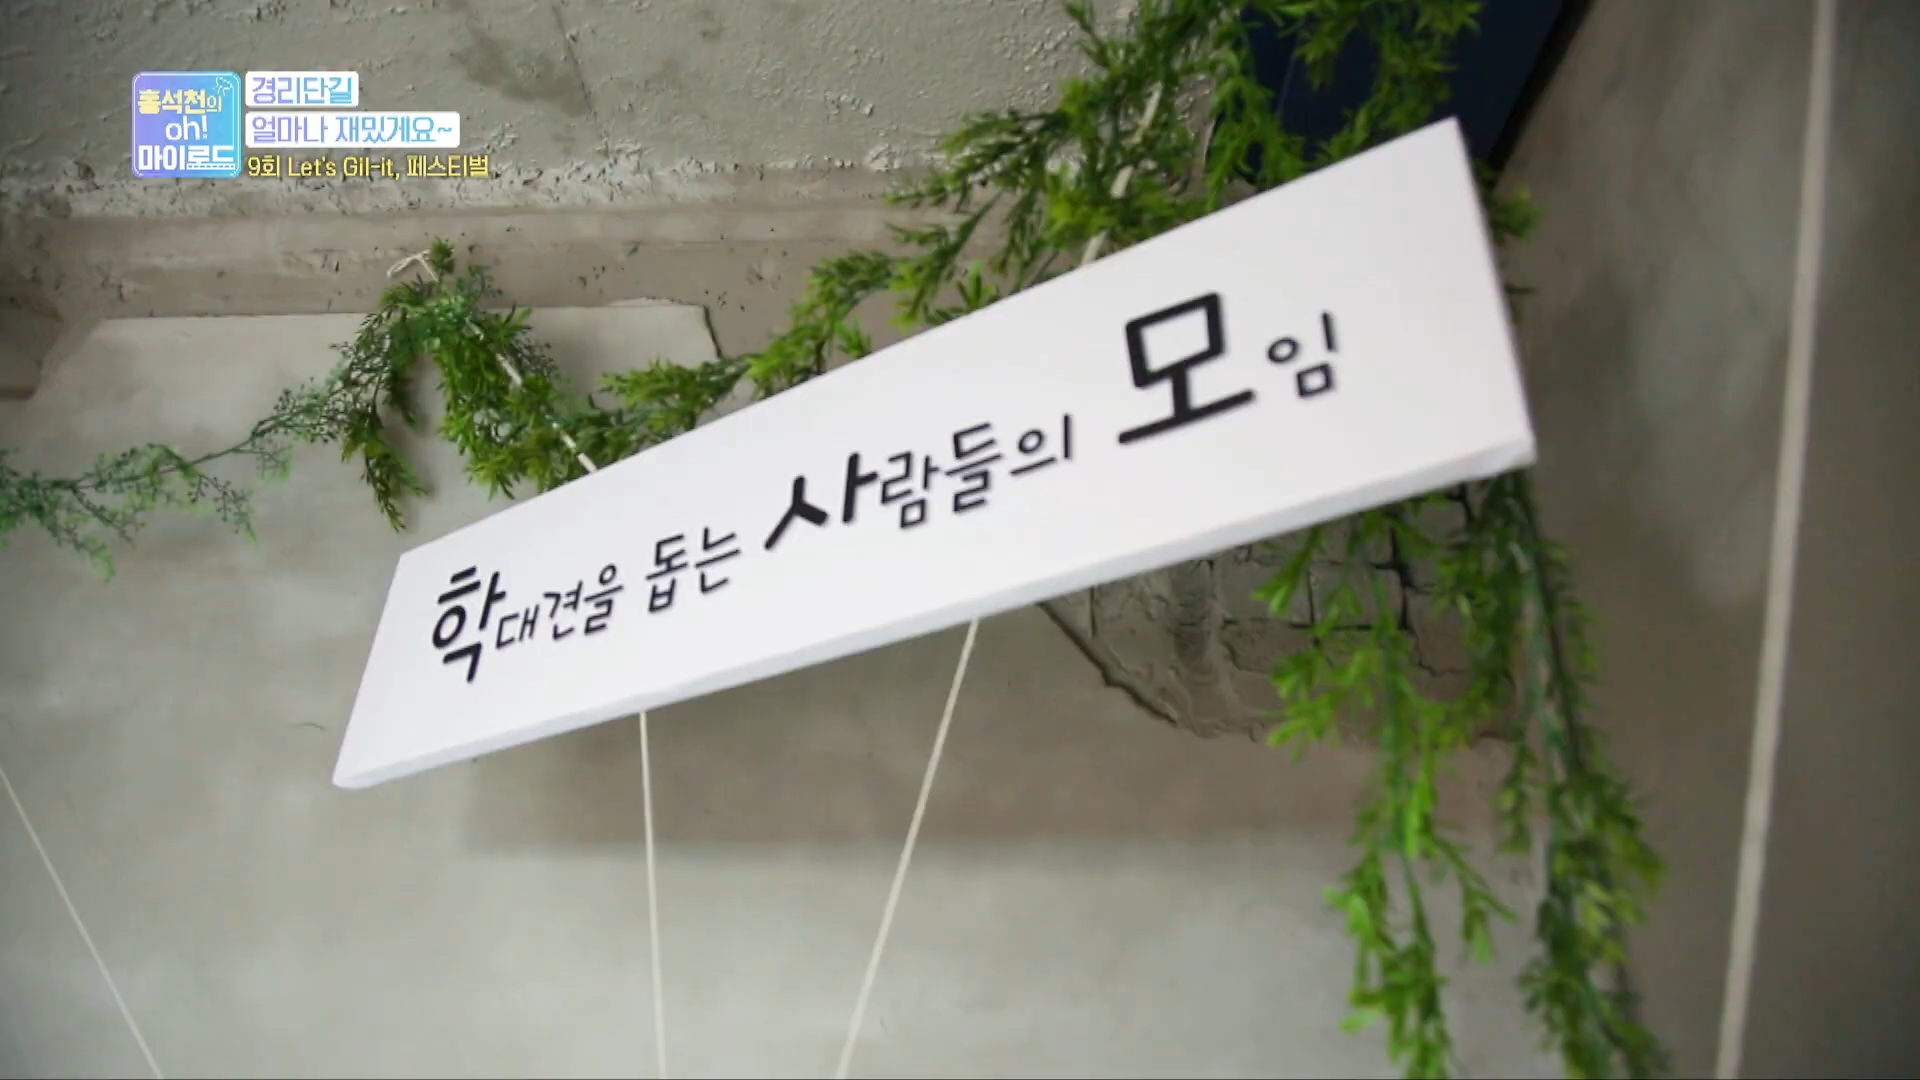 홍석천의
oh!
마이로드
경리단길
얼마나 재밌게요~
9회 Let's Gil-it, 페스티벌
학대견을 돕는 사람들의 모임